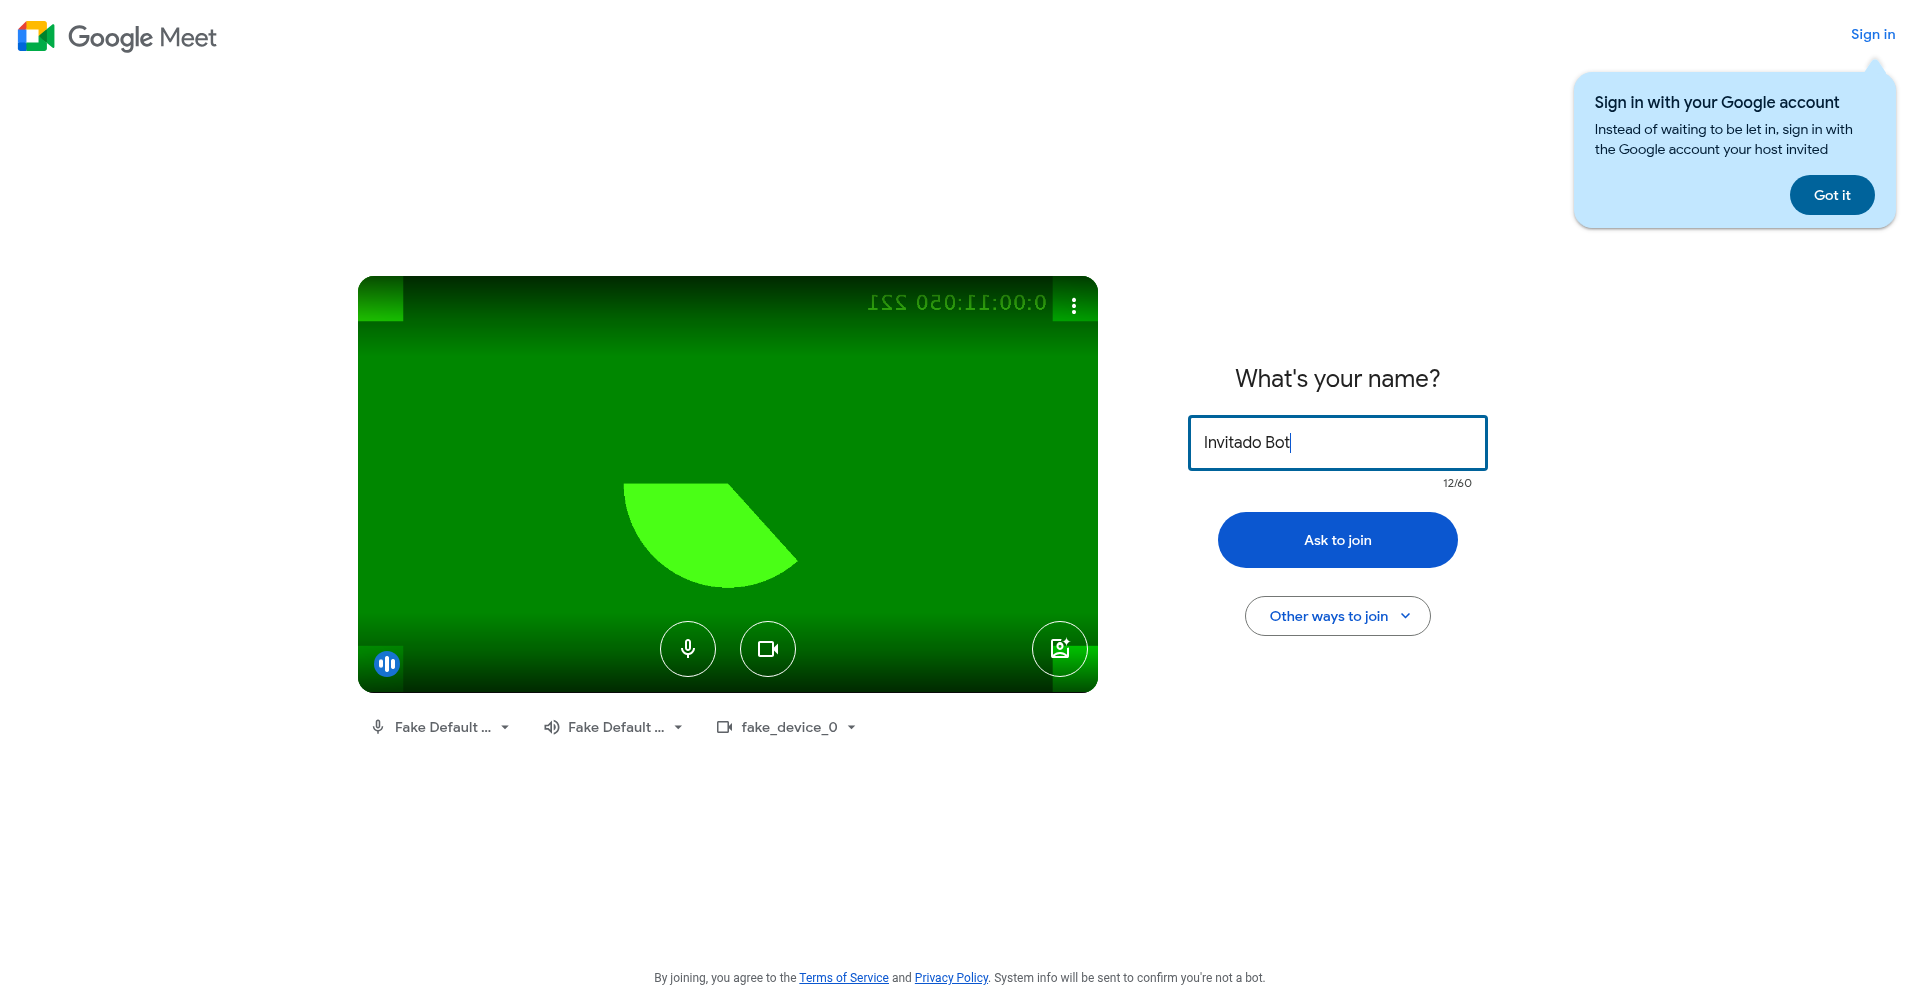 Google Meet
Sign in
Sign in with your Google account
Instead of waiting to be let in, sign in with
the Google account your host invited
Got it
0:00:11:050 221
What's your name?
Invitado Bot
12/60
Ask to join
Other ways to join
Fake Default ...
Fake Default ...
fake_device_0
By joining, you agree to the Terms of Service and Privacy Policy. System info will be sent to confirm you're not a bot.